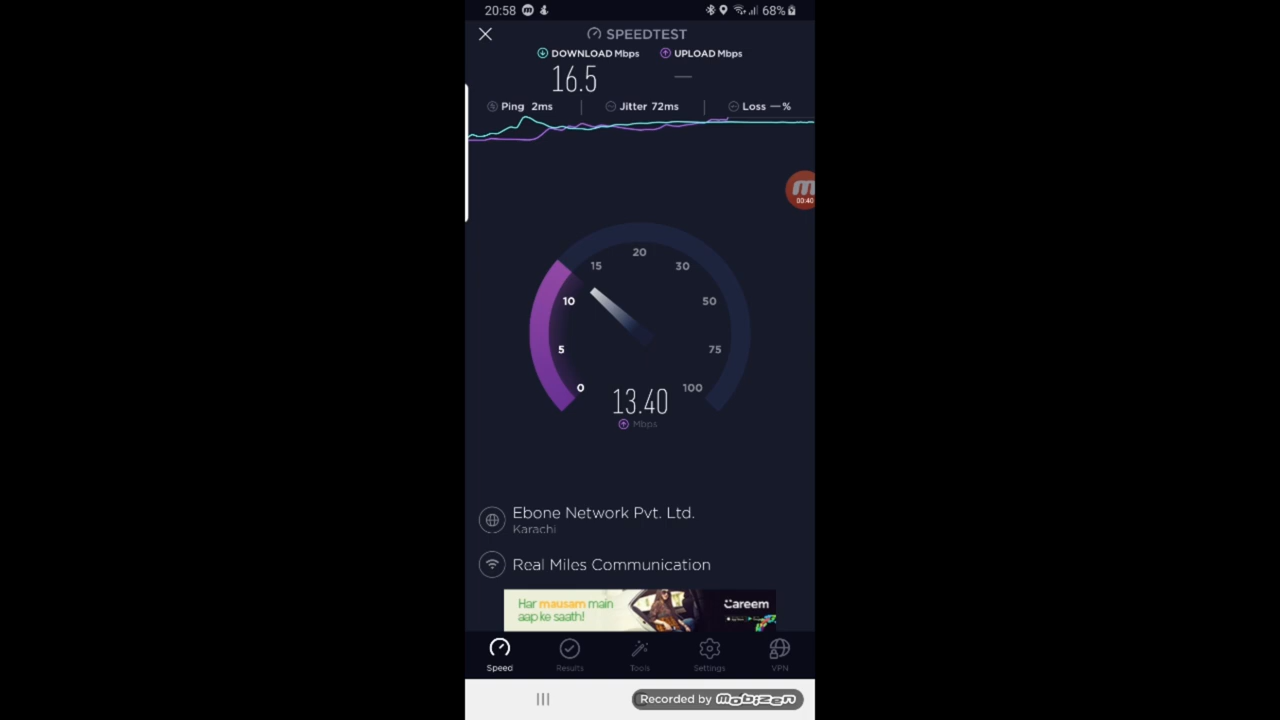 20:58
68%
SPEEDTEST
DOWNLOAD Mbps
UPLOAD Mbps
16.5
—
Ping 2ms
Jitter 72ms
Loss — %
00:40
0
5
10
15
20
30
50
75
100
13.40
Mbps
Ebone Network Pvt. Ltd.
Karachi
Real Miles Communication
Har mausam main
aap ke saath!
Careem
Speed
Results
Tools
Settings
VPN
Recorded by mobizen